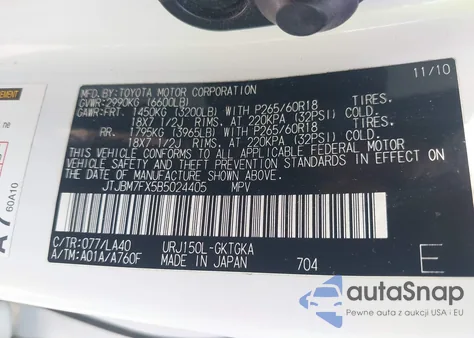 11/10
MFD.BY:TOYOTA MOTOR CORPORATION
GVWR:2990KG (6600LB)
GAWR:FRT. 1450KG (3200LB) WITH P265/60R18 TIRES.
18X7 1/2J RIMS, AT 220KPA (32PSI) COLD.
RR. 1795KG (3965LB) WITH P265/60R18 TIRES.
18X7 1/2J RIMS, AT 220KPA (32PSI) COLD.
THIS VEHICLE CONFORMS TO ALL APPLICABLE FEDERAL MOTOR
VEHICLE SAFETY AND THEFT PREVENTION STANDARDS IN EFFECT ON
THE DATE OF MANUFACTURE SHOWN ABOVE.
JTJBM7FX5B5024405 MPV
C/TR:077/LA40 URJ150L-GKTGKA
A/TM:A01A/A760F MADE IN JAPAN 704
E
60A10
autoSnap
Pewne auta z USA i EU